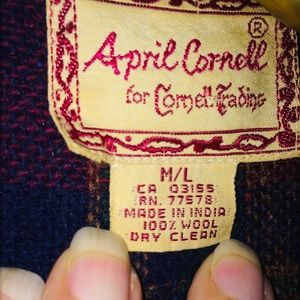 ®
April Cornell
for Cornell Trading
M/L
CA 03155
RN. 77578
MADE IN INDIA
100% WOOL
DRY CLEAN